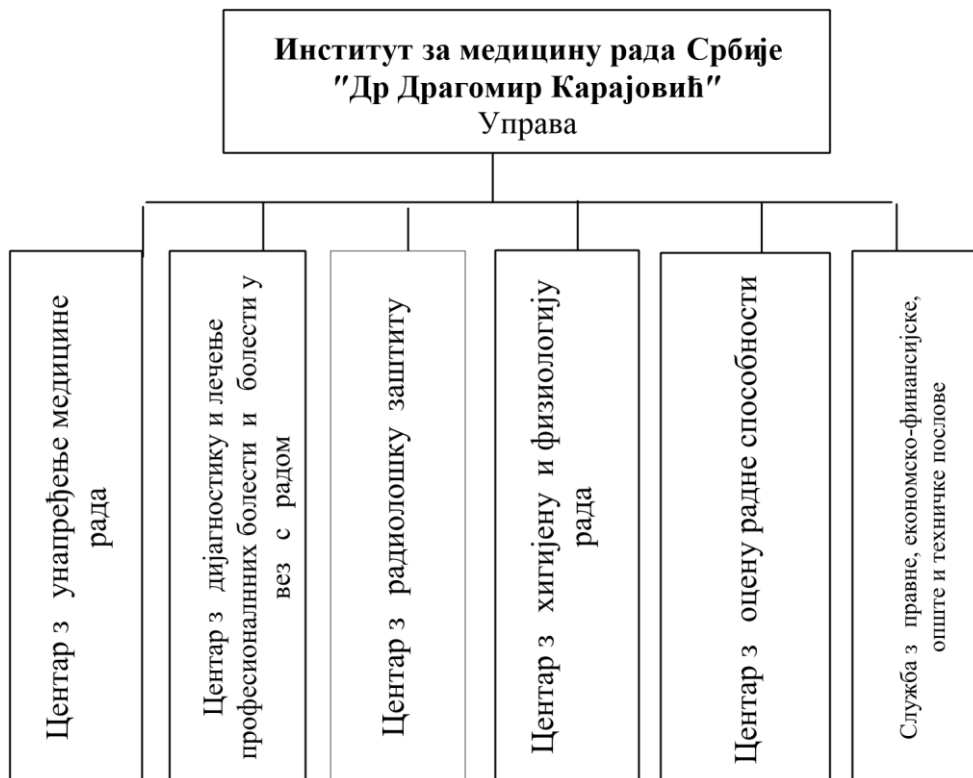 Институт за медицину рада Србије
"Др Драгомир Карајовић"
Управа
Центар з унапређење медицине
рада
Центар з дијагностику и лечење
професионалнних болести и болести у
вез с радом
Центар з радиолошку заштиту
Центар з хигијену и физиологију
рада
Центар з оцену радне способности
Служба з правне, економско-финансијске,
опште и техничке послове